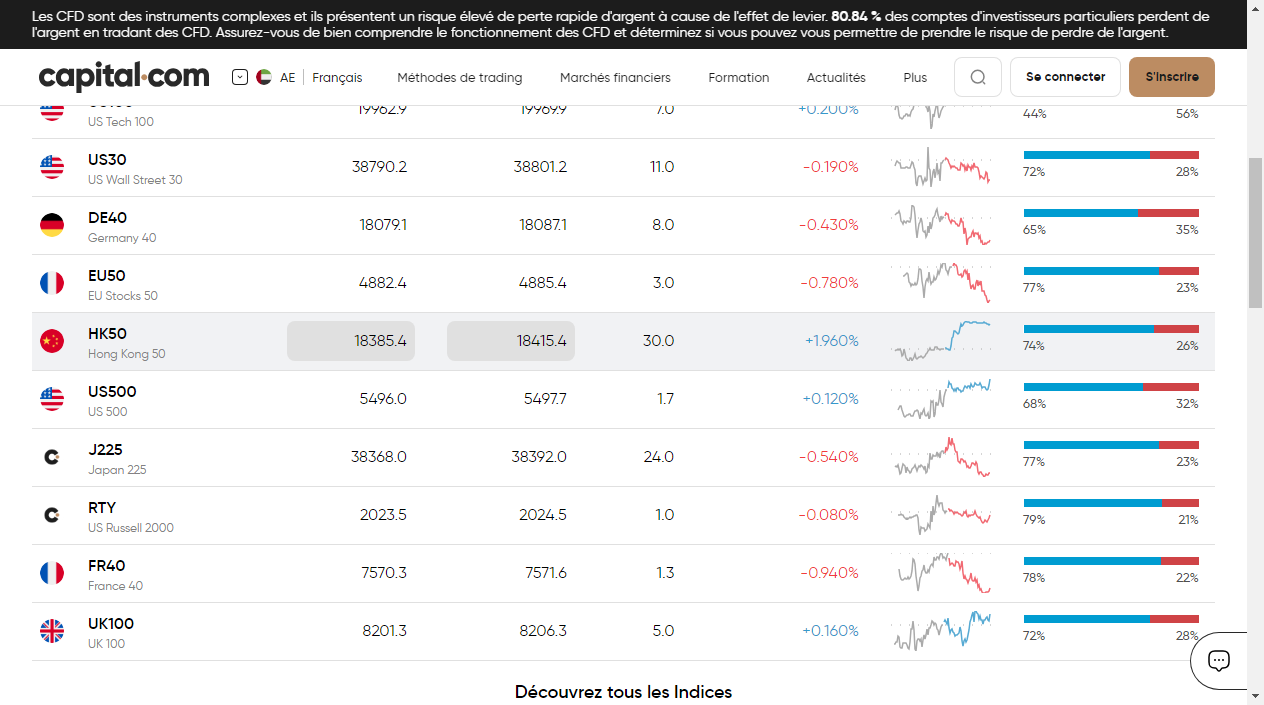 Les CFD sont des instruments complexes et ils présentent un risque élevé de perte rapide d'argent à cause de l'effet de levier. 80.84 % des comptes d'investisseurs particuliers perdent de
l'argent en tradant des CFD. Assurez-vous de bien comprendre le fonctionnement des CFD et déterminez si vous pouvez vous permettre de prendre le risque de perdre de l'argent.
capital.com AE Français Méthodes de trading Marchés financiers Formation Actualités Plus Se connecter S'inscrire
19962.9 19969.9 7.0 +0.200%
US Tech 100 44% 56%
US30 38790.2 38801.2 11.0 -0.190%
US Wall Street 30 72% 28%
DE40 18079.1 18087.1 8.0 -0.430%
Germany 40 65% 35%
EU50 4882.4 4885.4 3.0 -0.780%
EU Stocks 50 77% 23%
HK50 18385.4 18415.4 30.0 +1.960%
Hong Kong 50 74% 26%
US500 5496.0 5497.7 1.7 +0.120%
US 500 68% 32%
J225 38368.0 38392.0 24.0 -0.540%
Japan 225 77% 23%
RTY 2023.5 2024.5 1.0 -0.080%
US Russell 2000 79% 21%
FR40 7570.3 7571.6 1.3 -0.940%
France 40 78% 22%
UK100 8201.3 8206.3 5.0 +0.160%
UK 100 72% 28%
Découvrez tous les Indices